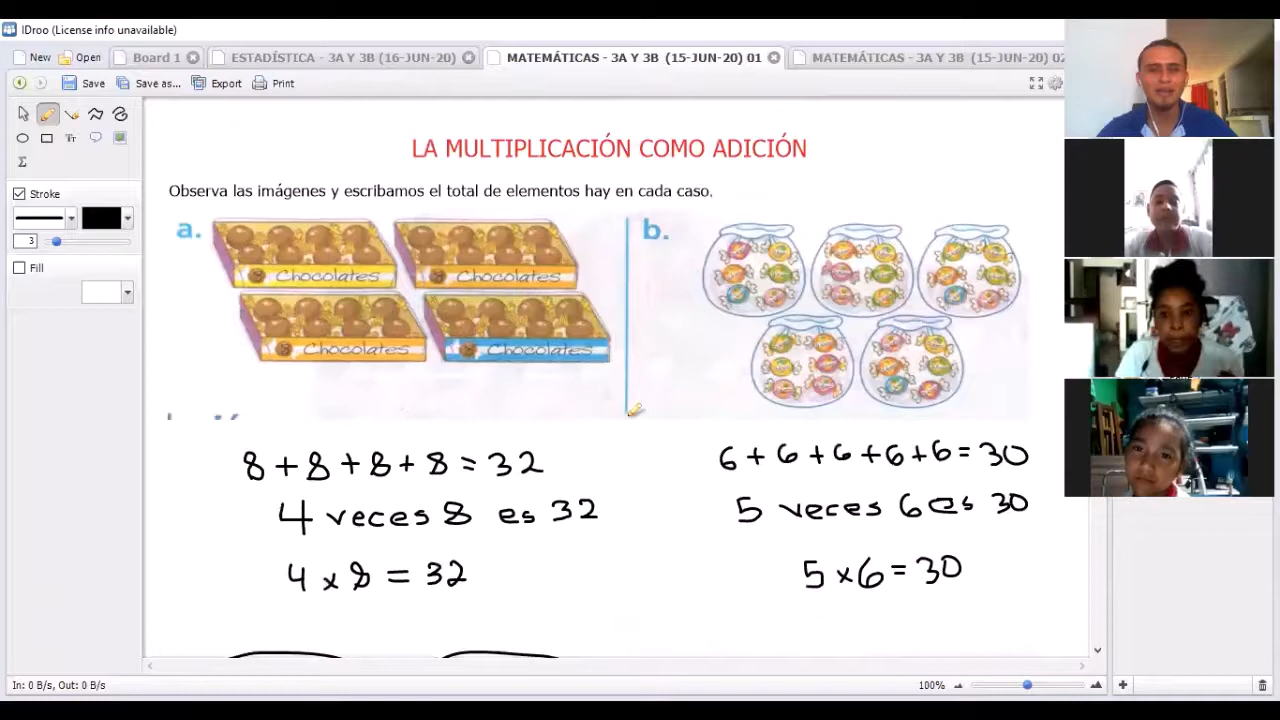 IDroo (License info unavailable)
New Open Board 1 ESTADÍSTICA - 3A Y 3B (16-JUN-20) MATEMÁTICAS - 3A Y 3B (15-JUN-20) 01 MATEMÁTICAS - 3A Y 3B (15-JUN-20) 02
Save Save as... Export Print
Tr
Σ
Stroke
3
Fill
LA MULTIPLICACIÓN COMO ADICIÓN
Observa las imágenes y escribamos el total de elementos hay en cada caso.
a.
Chocolates Chocolates
Chocolates Chocolates
b.
8 + 8 + 8 + 8 = 32
4 veces 8 es 32
4 x 8 = 32
6 + 6 + 6 + 6 + 6 = 30
5 veces 6 es 30
5 x 6 = 30
In: 0 B/s, Out: 0 B/s
100%